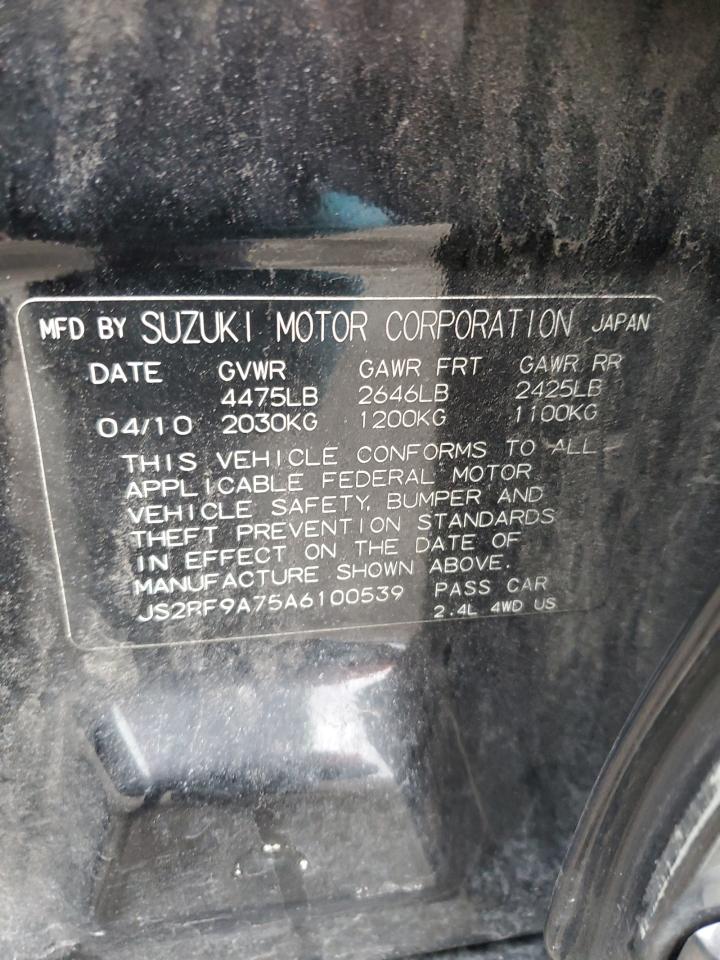 MFD BY SUZUKI MOTOR CORPORATION JAPAN
DATE GVWR GAWR FRT GAWR RR
4475LB 2646LB 2425LB
04/10 2030KG 1200KG 1100KG
THIS VEHICLE CONFORMS TO ALL
APPLICABLE FEDERAL MOTOR
VEHICLE SAFETY, BUMPER AND
THEFT PREVENTION STANDARDS
IN EFFECT ON THE DATE OF
MANUFACTURE SHOWN ABOVE.
JS2RF9A75A6100539 PASS CAR
2.4L 4WD US